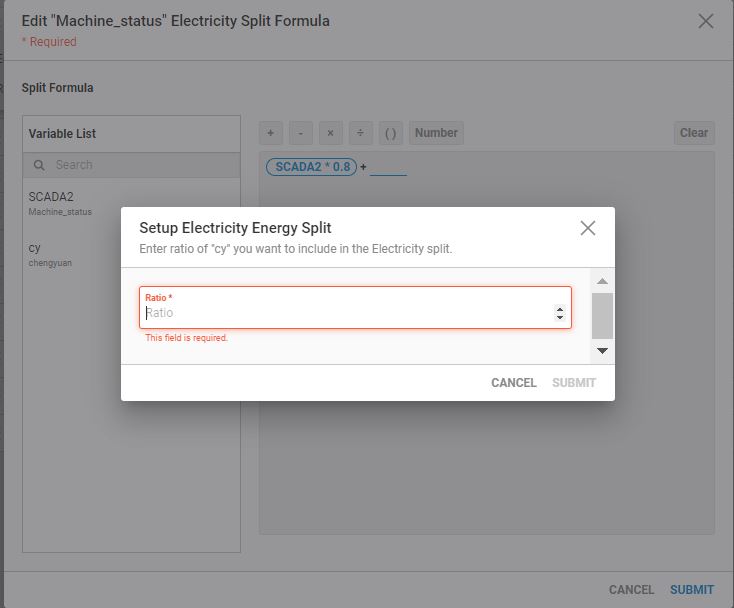 Edit "Machine_status" Electricity Split Formula
* Required
Split Formula
Variable List
+ - × ÷ ( ) Number Clear
Search
SCADA2 * 0.8 +
SCADA2
Machine_status
cy
chengyuan
Setup Electricity Energy Split
Enter ratio of "cy" you want to include in the Electricity split.
Ratio *
Ratio
This field is required.
CANCEL SUBMIT
CANCEL SUBMIT